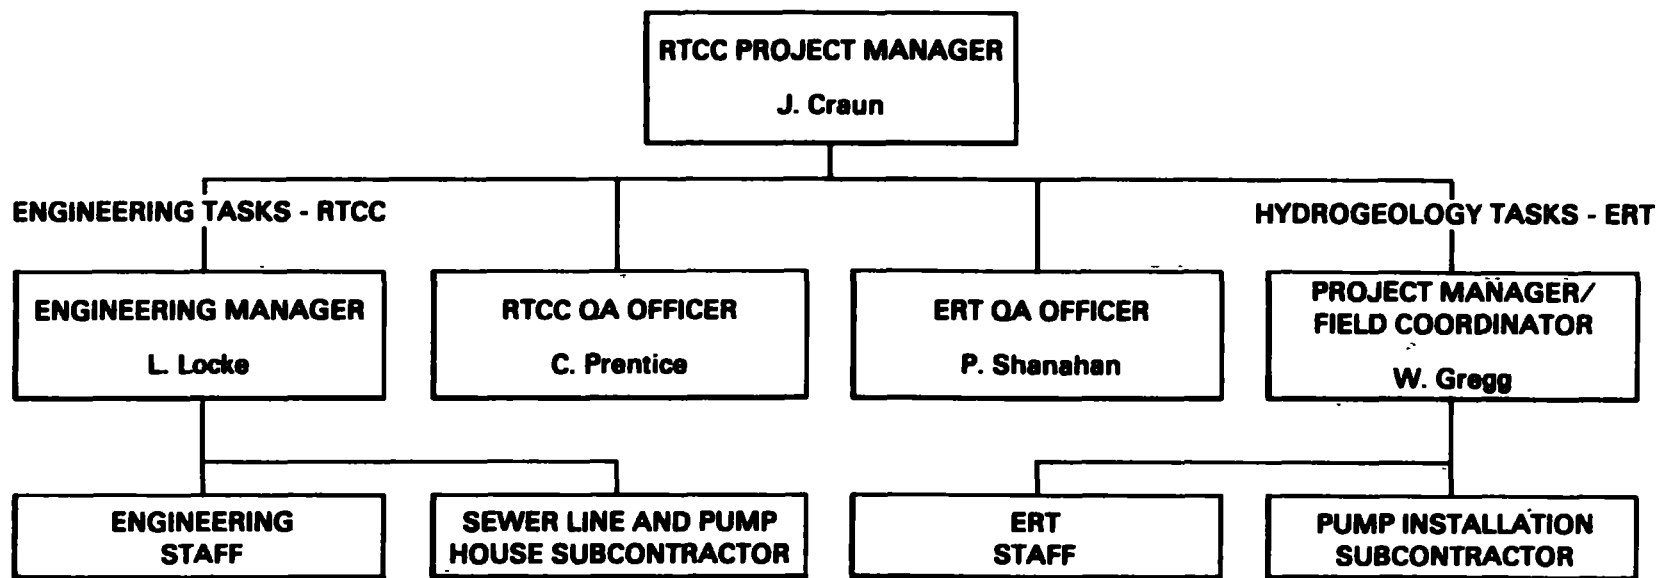 RTCC PROJECT MANAGER
J. Craun
ENGINEERING TASKS - RTCC
HYDROGEOLOGY TASKS - ERT
ENGINEERING MANAGER
L. Locke
RTCC QA OFFICER
C. Prentice
ERT QA OFFICER
P. Shanahan
PROJECT MANAGER/
FIELD COORDINATOR
W. Gregg
ENGINEERING
STAFF
SEWER LINE AND PUMP
HOUSE SUBCONTRACTOR
ERT
STAFF
PUMP INSTALLATION
SUBCONTRACTOR